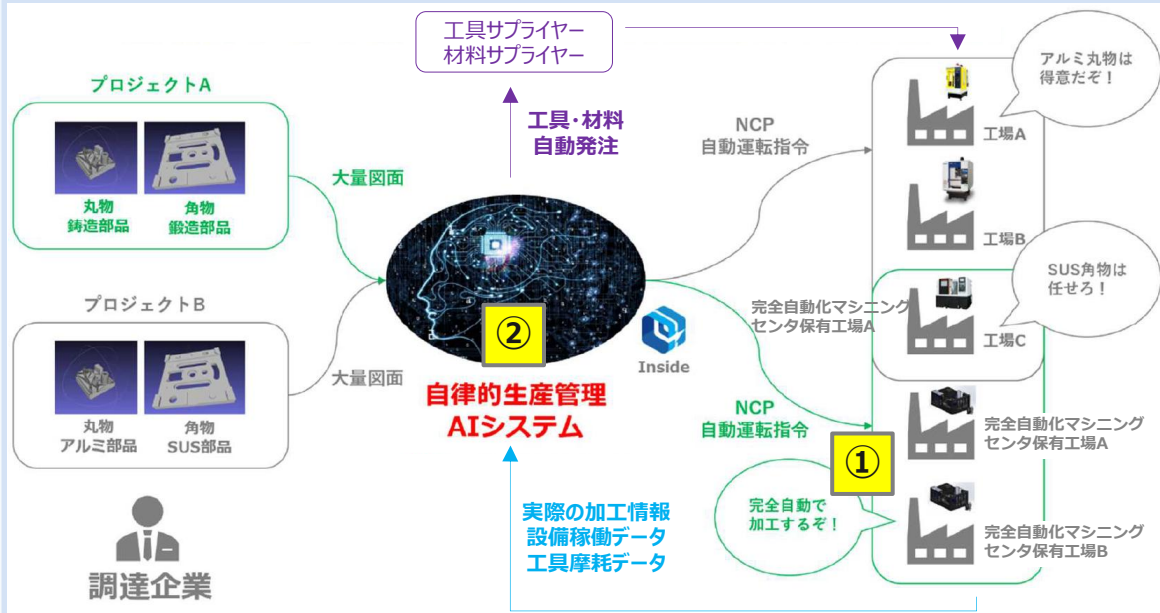 工具サプライヤー
材料サプライヤー
アルミ丸物は
得意だぞ！
プロジェクトA
工具・材料
自動発注
NCP
自動運転指令
工場A
大量図面
丸物
鋳造部品
角物
鍛造部品
工場B
SUS角物は
任せろ！
プロジェクトB
完全自動化マシニング
センタ保有工場A
工場C
②
Inside
大量図面
自律的生産管理
AIシステム
NCP
自動運転指令
丸物
アルミ部品
角物
SUS部品
完全自動化マシニング
センタ保有工場A
①
完全自動で
加工するぞ！
実際の加工情報
設備稼働データ
工具摩耗データ
完全自動化マシニング
センタ保有工場B
調達企業